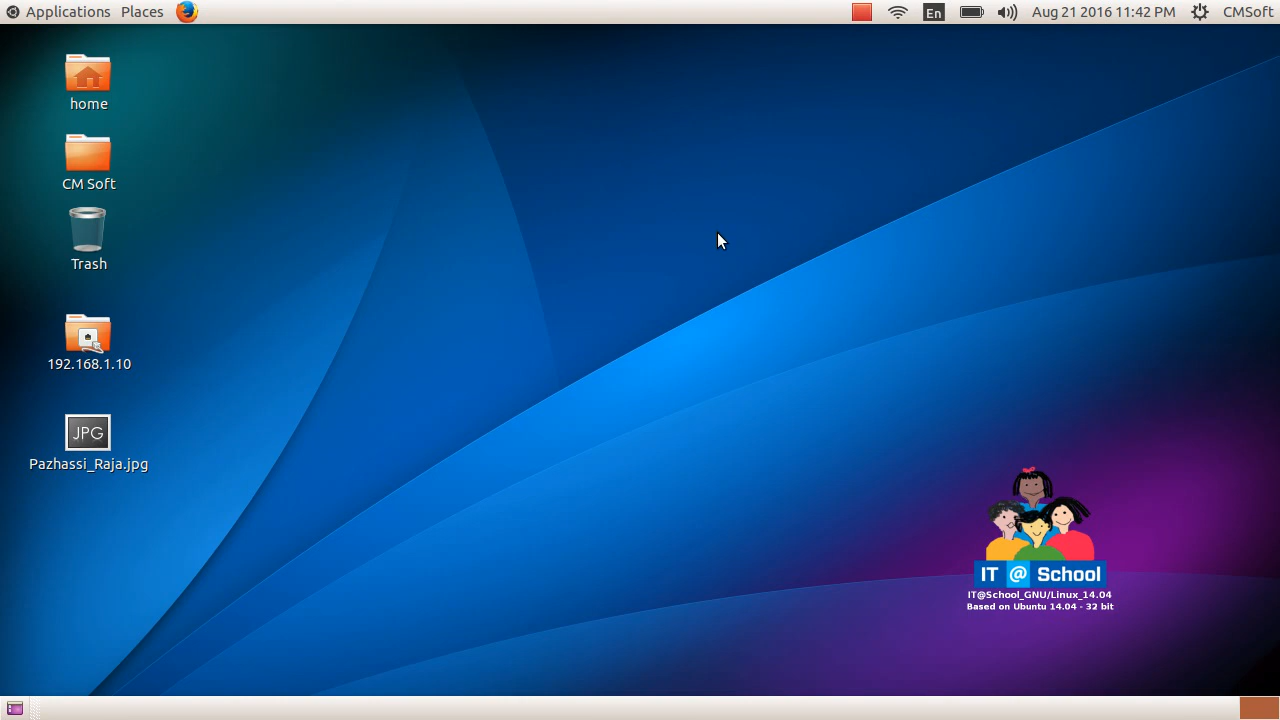 Applications Places
En Aug 21 2016 11:42 PM CMSoft
home
CM Soft
Trash
192.168.1.10
JPG
Pazhassi_Raja.jpg
IT @ School
IT@School_GNU/Linux_14.04
Based on Ubuntu 14.04 - 32 bit